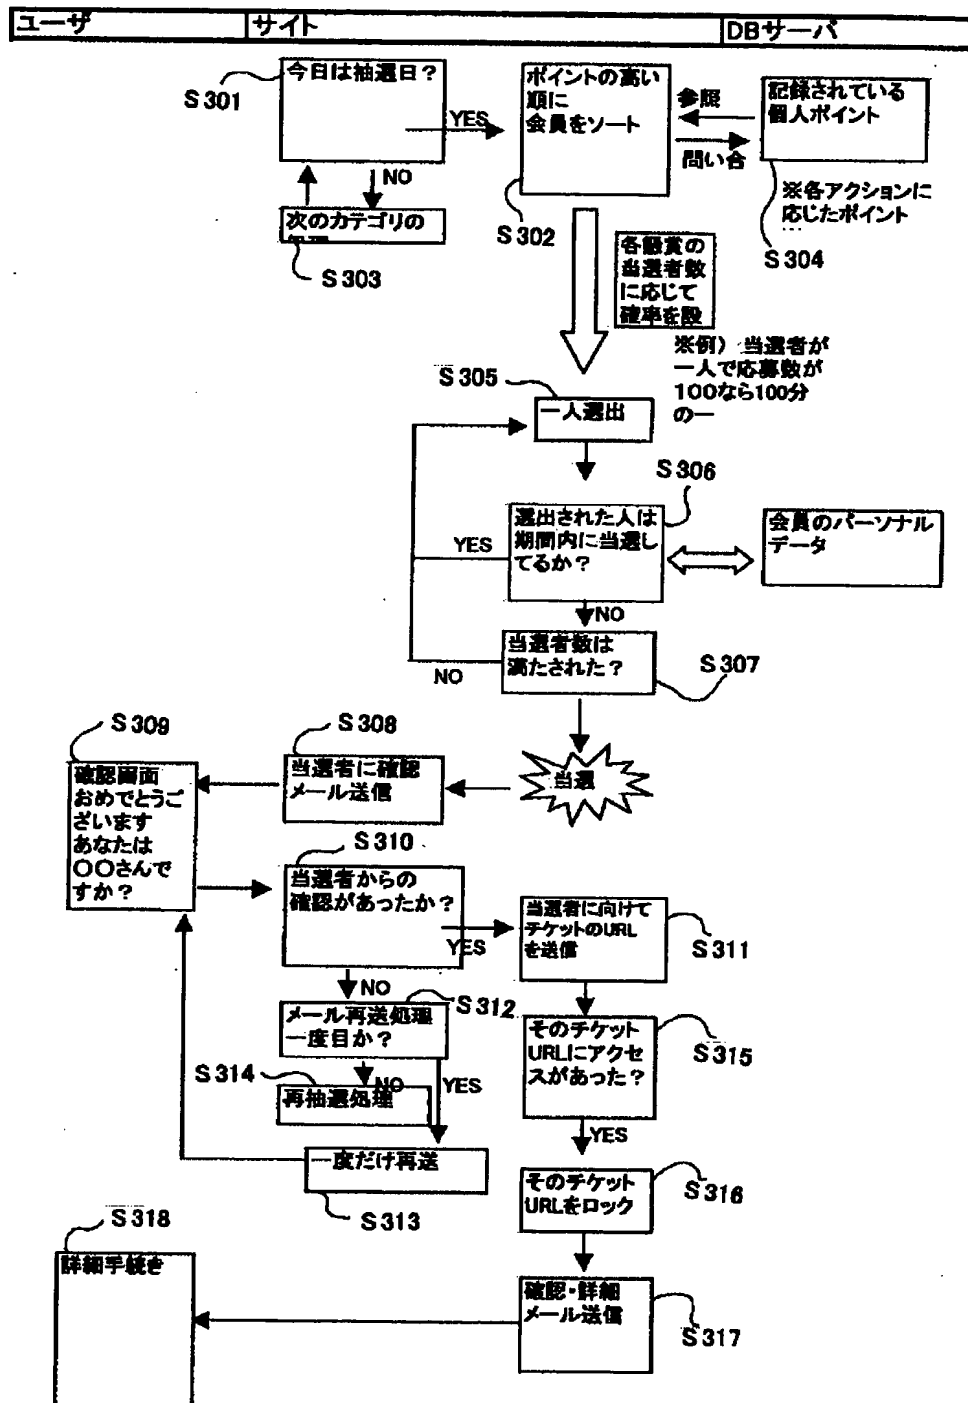 ユーザ
サイト
DBサーバ
今日は抽選日？
S301
YES
NO
次のカテゴリの
S303
ポイントの高い
順に
会員をソート
S302
参照
問い合
記録されている
個人ポイント
※各アクションに
応じたポイント
…
S304
各懸賞の
当選者数
に応じて
確率を設
※例） 当選者が
一人で応募数が
100なら100分
の一
S305
一人選出
S306
選出された人は
期間内に当選し
てるか？
YES
NO
会員のパーソナル
データ
当選者数は
満たされた？
NO
S307
当選
S308
当選者に確認
メール送信
S309
確認画面
おめでとうご
ざいます
あなたは
〇〇さんで
すか？
S310
当選者からの
確認があったか？
YES
NO
当選者に向けて
チケットのURL
を送信
S311
S312
メール再送処理
一度目か？
NO
YES
S314
再抽選処理
一度だけ再送
S313
そのチケット
URLにアクセ
スがあった？
S315
YES
そのチケット
URLをロック
S316
確認・詳細
メール送信
S317
S318
詳細手続き